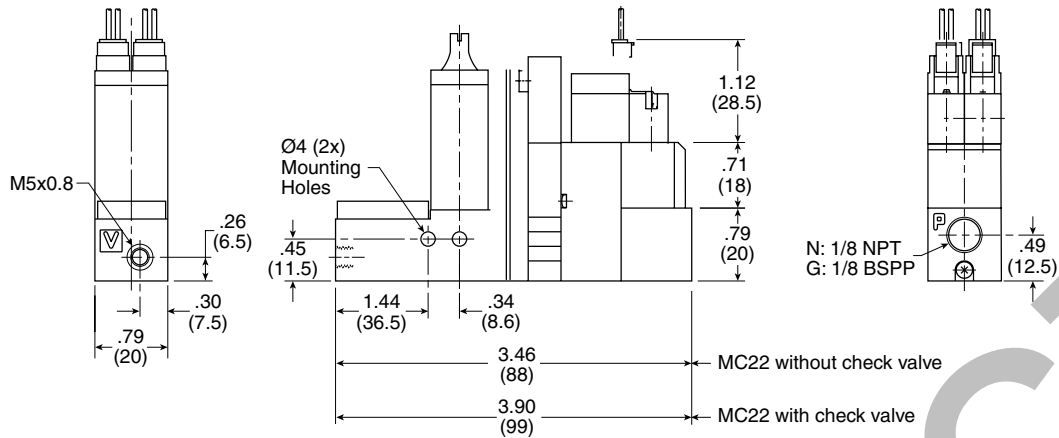 M5x0.8
V
.26
(6.5)
.30
(7.5)
.79
(20)
Ø4 (2x)
Mounting
Holes
.45
(11.5)
1.44
(36.5)
.34
(8.6)
3.46
(88)
MC22 without check valve
3.90
(99)
MC22 with check valve
1.12
(28.5)
.71
(18)
.79
(20)
P
N: 1/8 NPT
G: 1/8 BSPP
.49
(12.5)